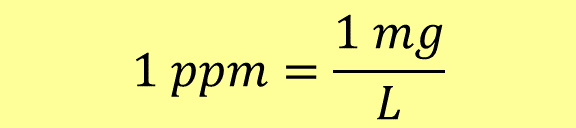 1 ppm = 1 mg / L